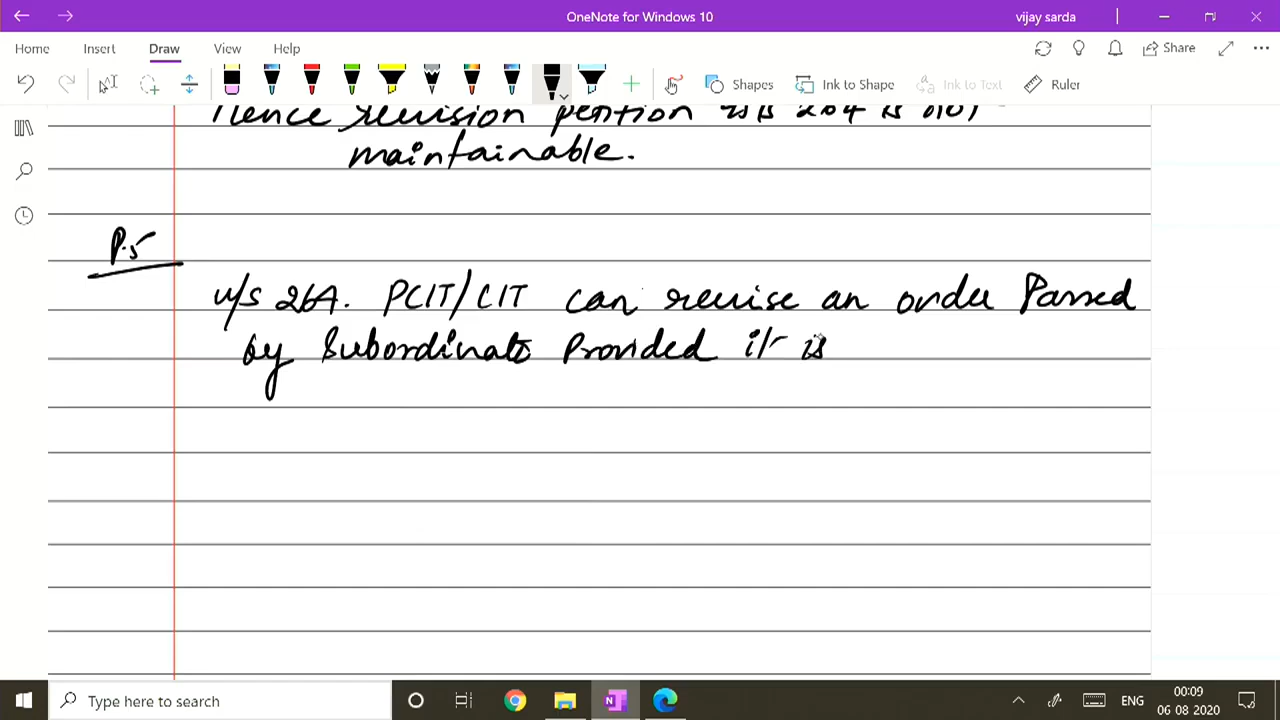 OneNote for Windows 10
vijay sarda
Home Insert Draw View Help
Share
Shapes
Ink to Shape
Ink to Text
Ruler
Hence revision petition u/s 264 is not
maintainable.
P.5
u/s 264. PCIT/CIT can revise an order Passed
by Subordinate Provided it is
Type here to search
ENG
00:09
06-08-2020